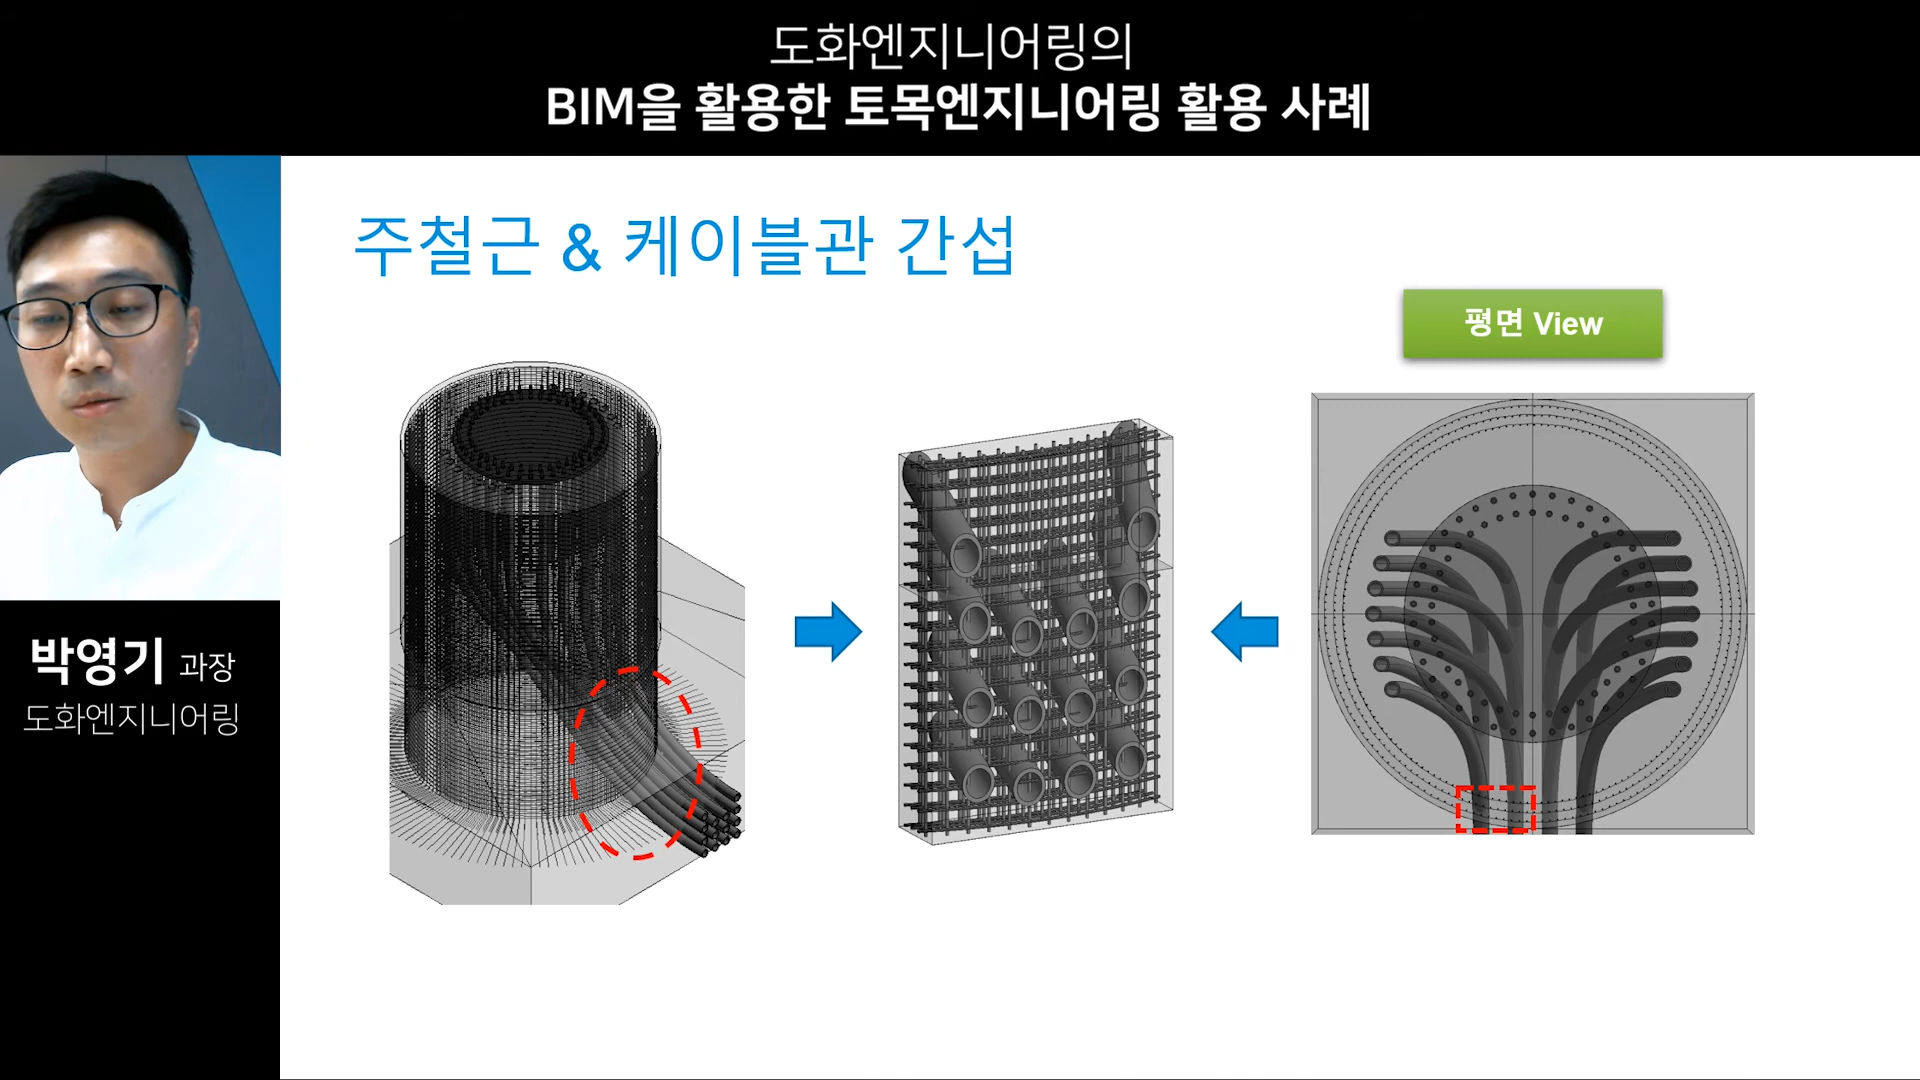 도화엔지니어링의
BIM을 활용한 토목엔지니어링 활용 사례
주철근 & 케이블관 간섭
평면 View
박영기 과장
도화엔지니어링